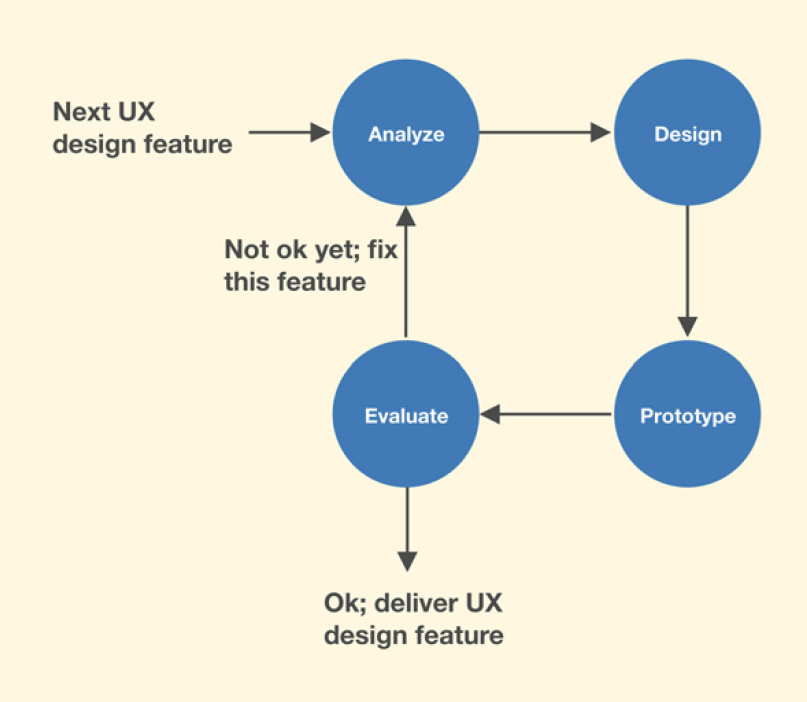 Next UX
design feature
Analyze
Design
Not ok yet; fix
this feature
Evaluate
Prototype
Ok; deliver UX
design feature